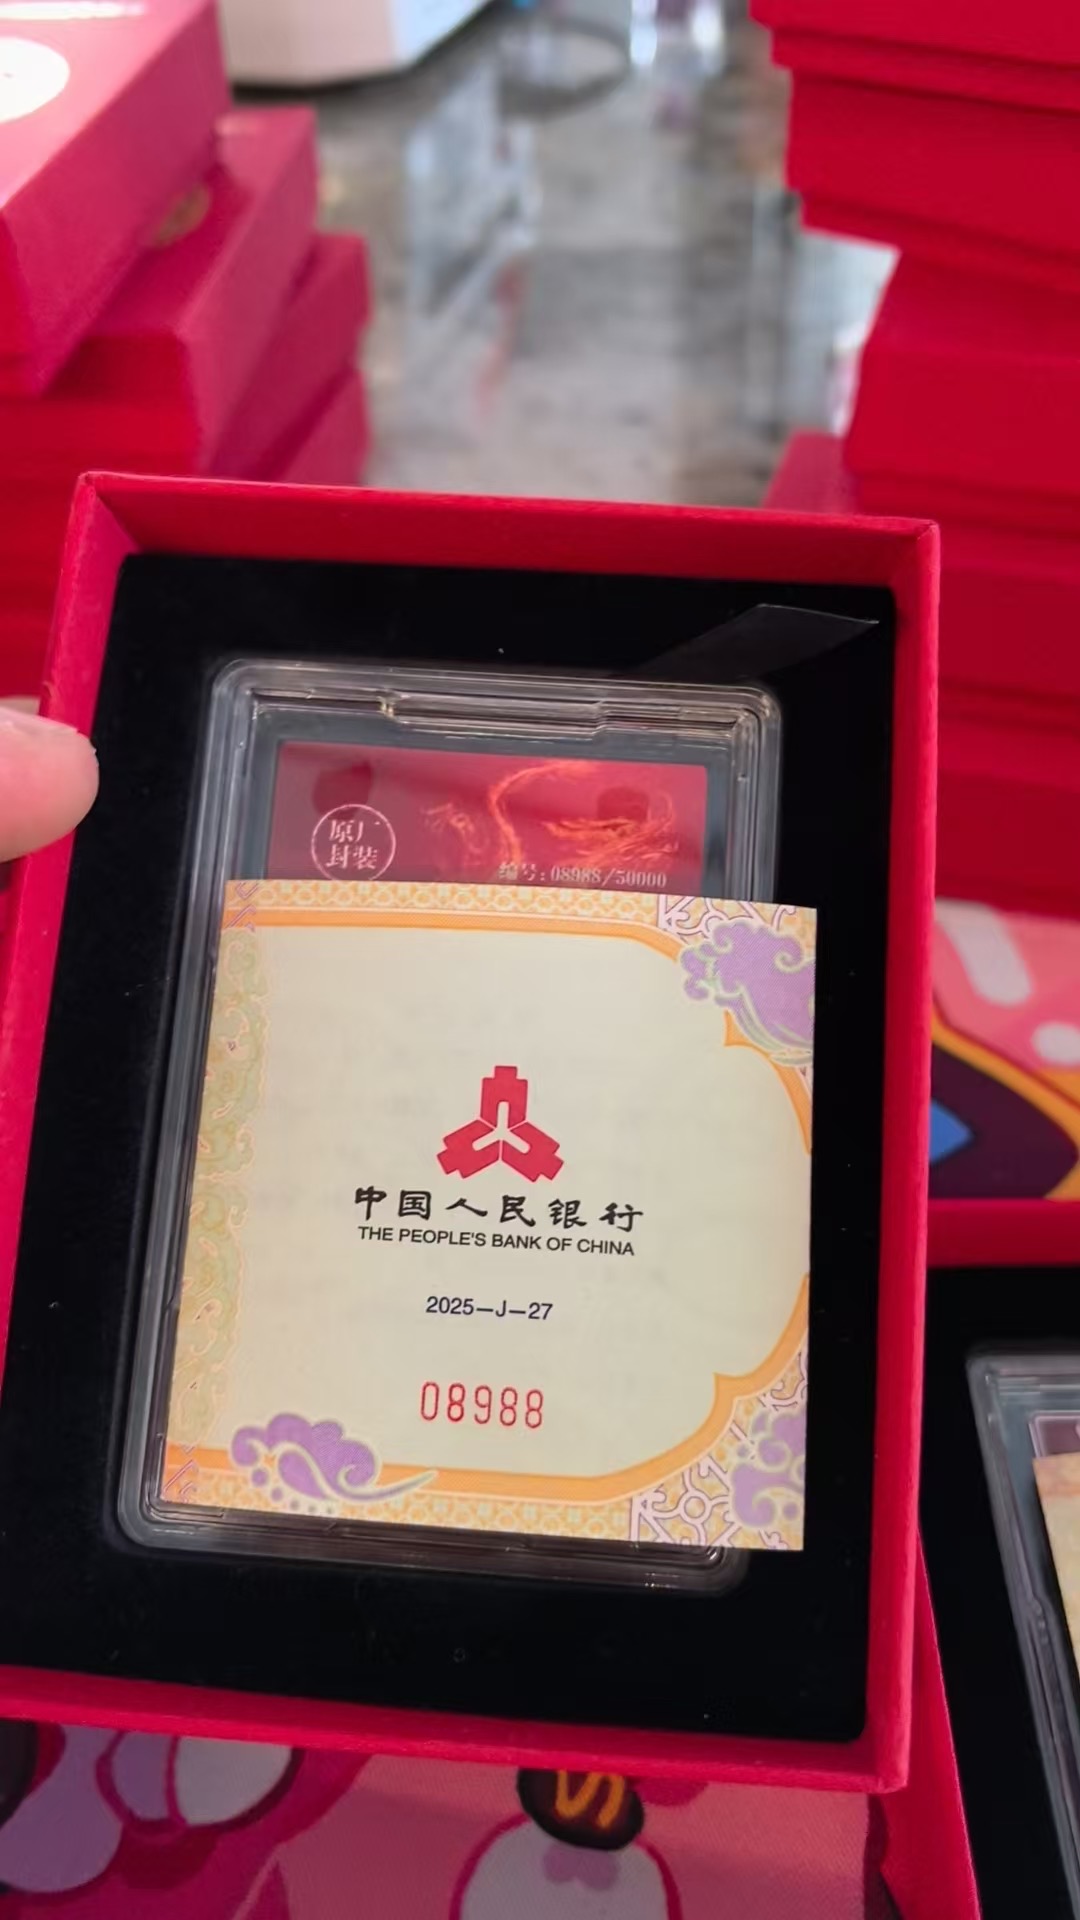 原厂
封装
编号:08988/50000
中国人民银行
THE PEOPLE'S BANK OF CHINA
2025-J-27
08988